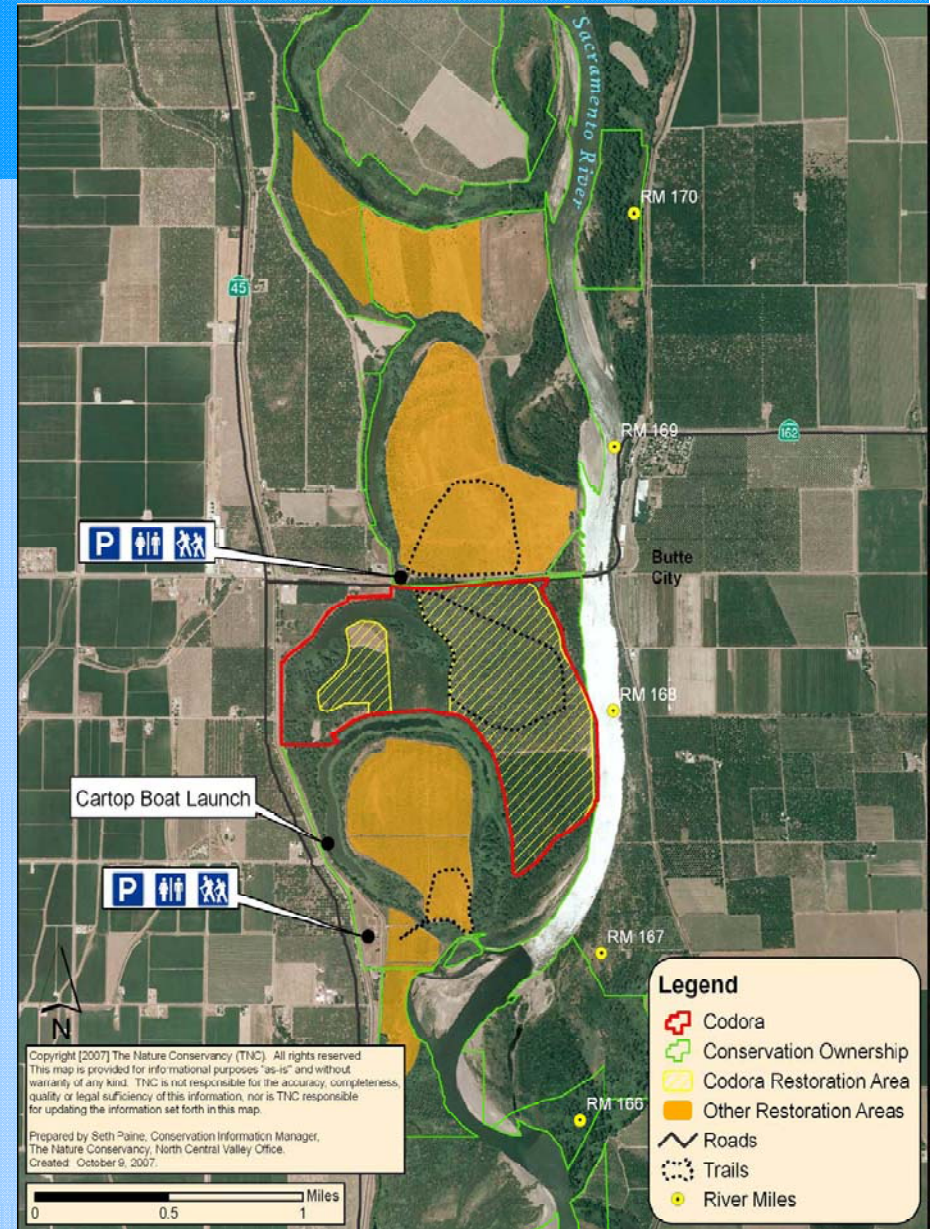 Sacramento River
RM 170
45
RM 169
162
P
Butte
City
RM 168
Cartop Boat Launch
P
RM 167
N
RM 166
Legend
Codora
Conservation Ownership
Codora Restoration Area
Other Restoration Areas
Roads
Trails
River Miles
Copyright [2007] The Nature Conservancy (TNC). All rights reserved
This map is provided for informational purposes "as-is" and without
warranty of any kind. TNC is not responsible for the accuracy, completeness,
quality or legal sufficiency of this information, nor is TNC responsible
for updating the information set forth in this map.
Prepared by Seth Paine, Conservation Information Manager,
The Nature Conservancy, North Central Valley Office.
Created: October 9, 2007.
Miles
0 0.5 1